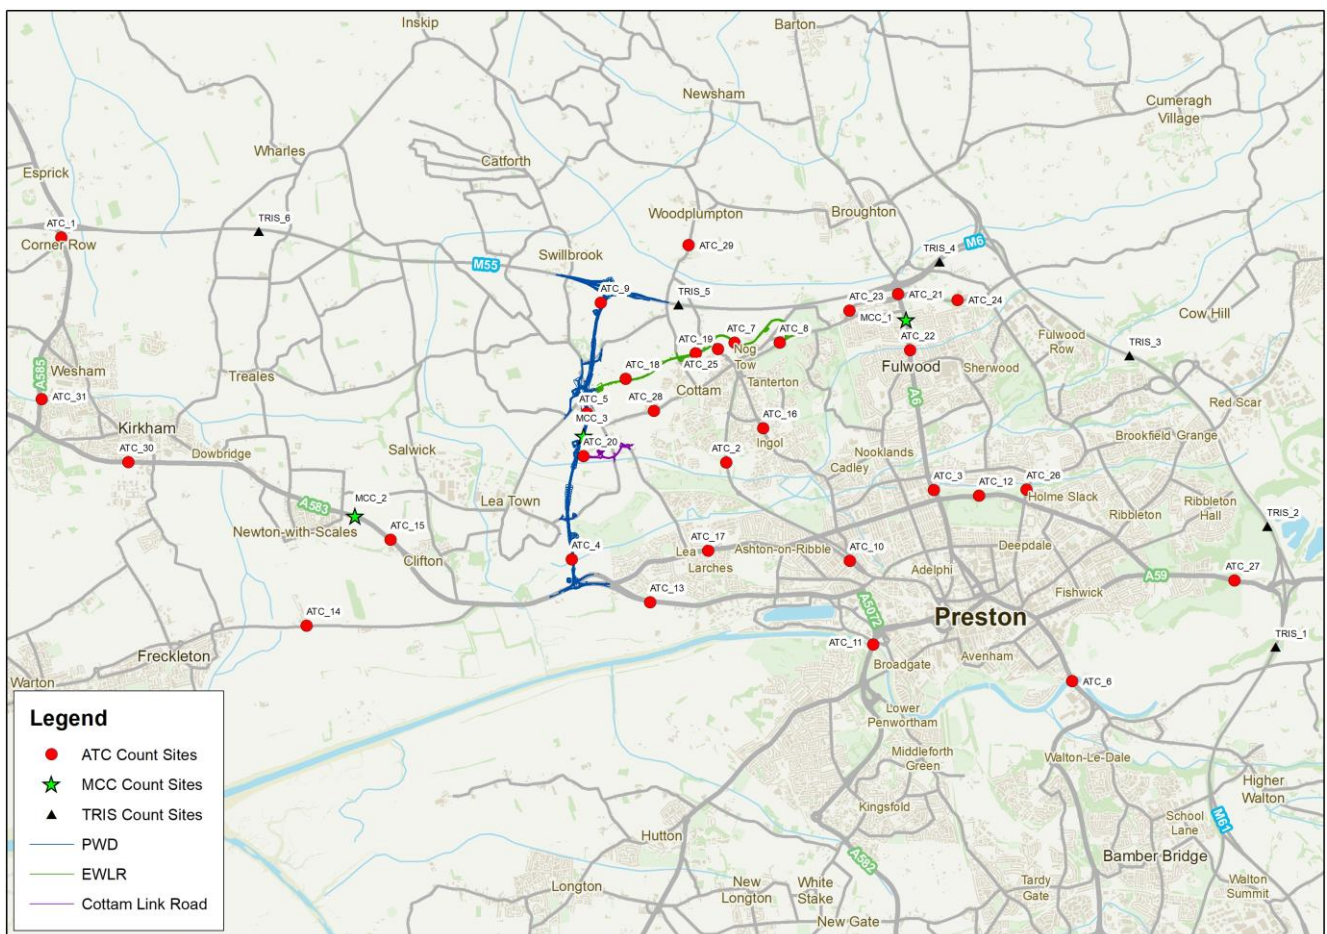 Inskip
Barton
Newsham
Cumeragh
Village
Wharles
Catforth
Esprick
Woodplumpton
Broughton
ATC_1
TRIS_6
TRIS_4
M6
Corner Row
ATC_29
Swillbrook
M55
ATC_9
TRIS_5
ATC_23
ATC_21
ATC_24
MCC_1
Cow Hill
ATC_7
ATC_8
ATC_19
ATC_22
Fulwood
Row
TRIS_3
Nog
Tow
ATC_18
ATC_25
Fulwood
Sherwood
A585
Wesham
Treales
Cottam
Tanterton
ATC_31
ATC_5
ATC_28
A6
Red Scar
MCC_3
ATC_16
Kirkham
ATC_20
Ingol
Brookfield Grange
ATC_30
Dowbridge
Salwick
ATC_2
Nooklands
Cadley
ATC_3
ATC_12
ATC_26
Holme Slack
MCC_2
Lea Town
Ribbleton
Hall
A583
Ribbleton
TRIS_2
Newton-with-Scales
ATC_15
Clifton
ATC_4
ATC_17
Lea
Larches
Ashton-on-Ribble
ATC_10
Deepdale
Adelphi
A59
ATC_27
Fishwick
ATC_13
ATC_14
A5072
Preston
TRIS_1
ATC_11
Freckleton
Broadgate
Avenham
Warton
ATC_6
Lower
Penwortham
Middleforth
Green
Walton-Le-Dale
Higher
Walton
Kingsfold
M61
School
Lane
Hutton
A582
Bamber Bridge
Longton
New
Longton
White
Stake
Tardy
Gate
Walton
Summit
New Gate
Legend
ATC Count Sites
MCC Count Sites
TRIS Count Sites
PWD
EWLR
Cottam Link Road